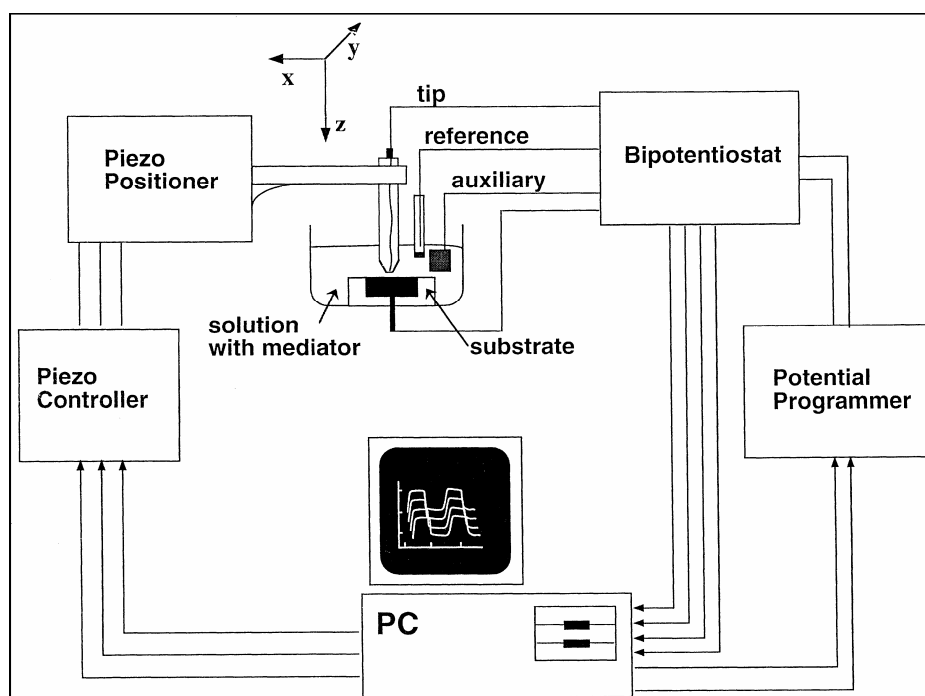 y
x
z
tip
reference
auxiliary
Piezo
Positioner
Bipotentiostat
solution
with mediator
substrate
Piezo
Controller
Potential
Programmer
PC